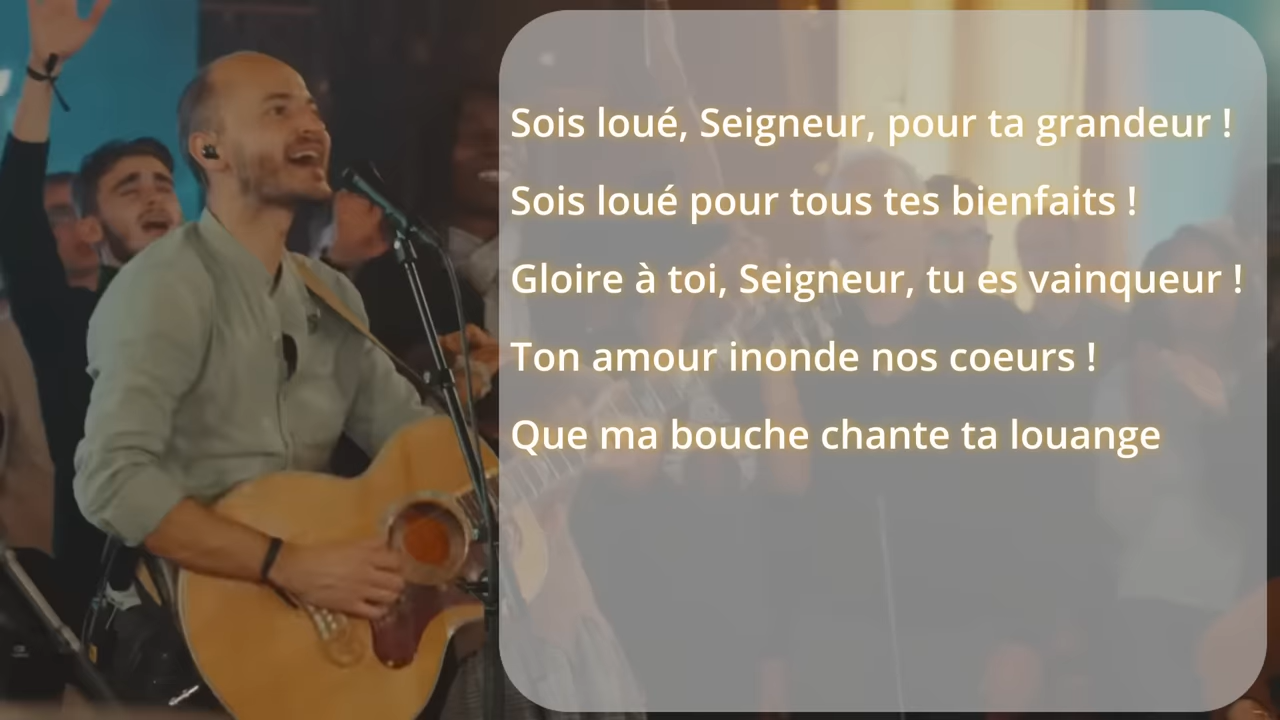 Sois loué, Seigneur, pour ta grandeur !
Sois loué pour tous tes bienfaits !
Gloire à toi, Seigneur, tu es vainqueur !
Ton amour inonde nos coeurs !
Que ma bouche chante ta louange